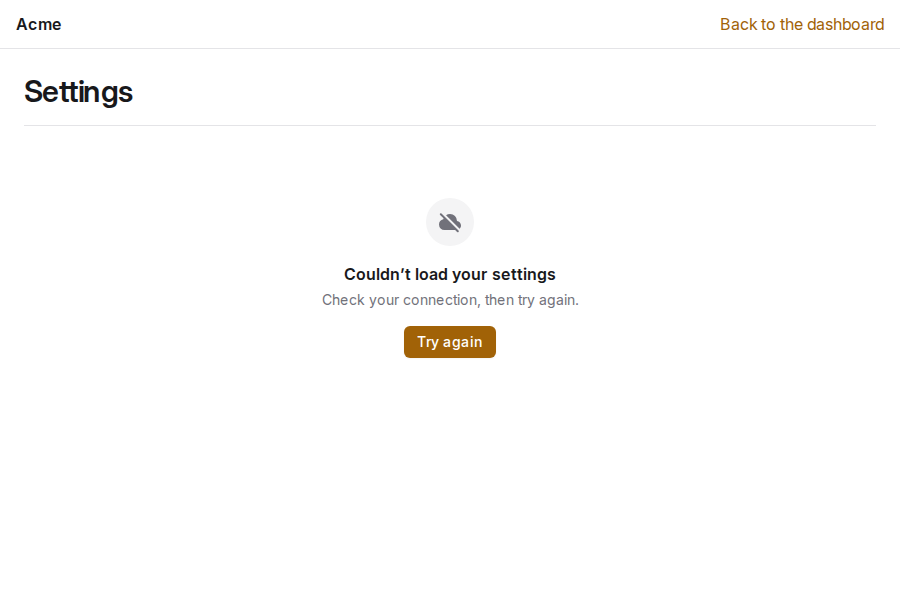 Acme
Back to the dashboard
Settings
Couldn’t load your settings
Check your connection, then try again.
Try again